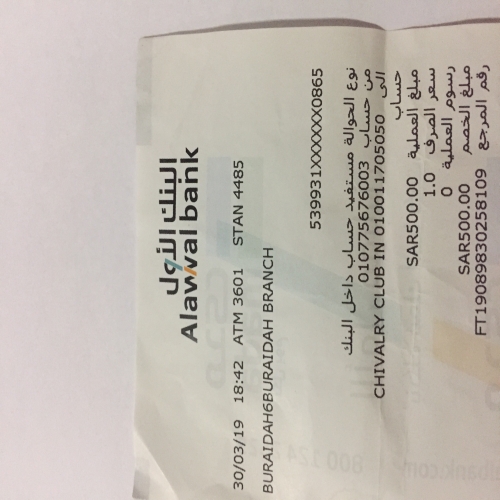 البنك الأول
Alawwal bank
30/03/19 18:42 ATM 3601 STAN 4485
BURAIDAH6BURAIDAH BRANCH
539931XXXXXXX0865
نوع الحوالة مستفيد حساب داخل البنك
من حساب 010775676003
الى CHIVALRY CLUB IN 010011705050
حساب
مبلغ العملية SAR500.00
سعر الصرف 1.0
رسوم العملية 0
مبلغ الخصم SAR500.00
رقم المرجع FT19089830258109